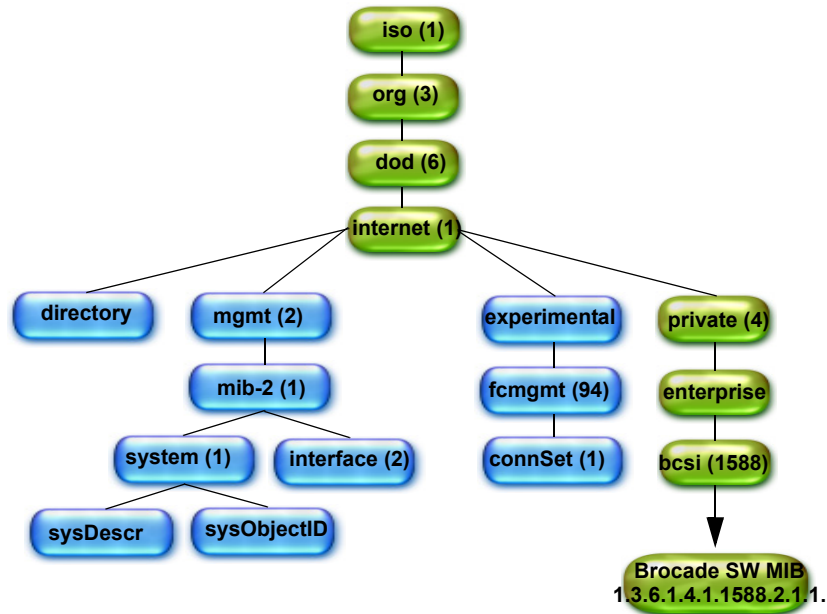 iso (1)
org (3)
dod (6)
internet (1)
directory
mgmt (2)
experimental
private (4)
mib-2 (1)
fcmgmt (94)
enterprise
system (1)
interface (2)
connSet (1)
bcsi (1588)
sysDescr
sysObjectID
Brocade SW MIB
1.3.6.1.4.1.1588.2.1.1.